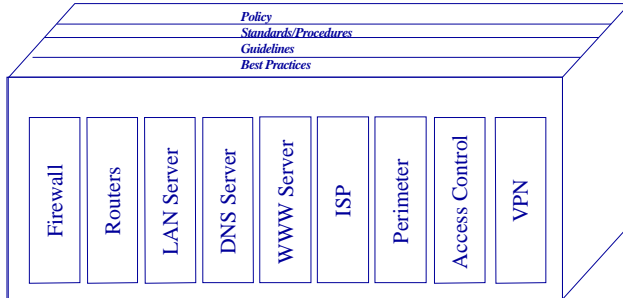 Policy
Standards/Procedures
Guidelines
Best Practices
Firewall
Routers
LAN Server
DNS Server
WWW Server
ISP
Perimeter
Access Control
VPN